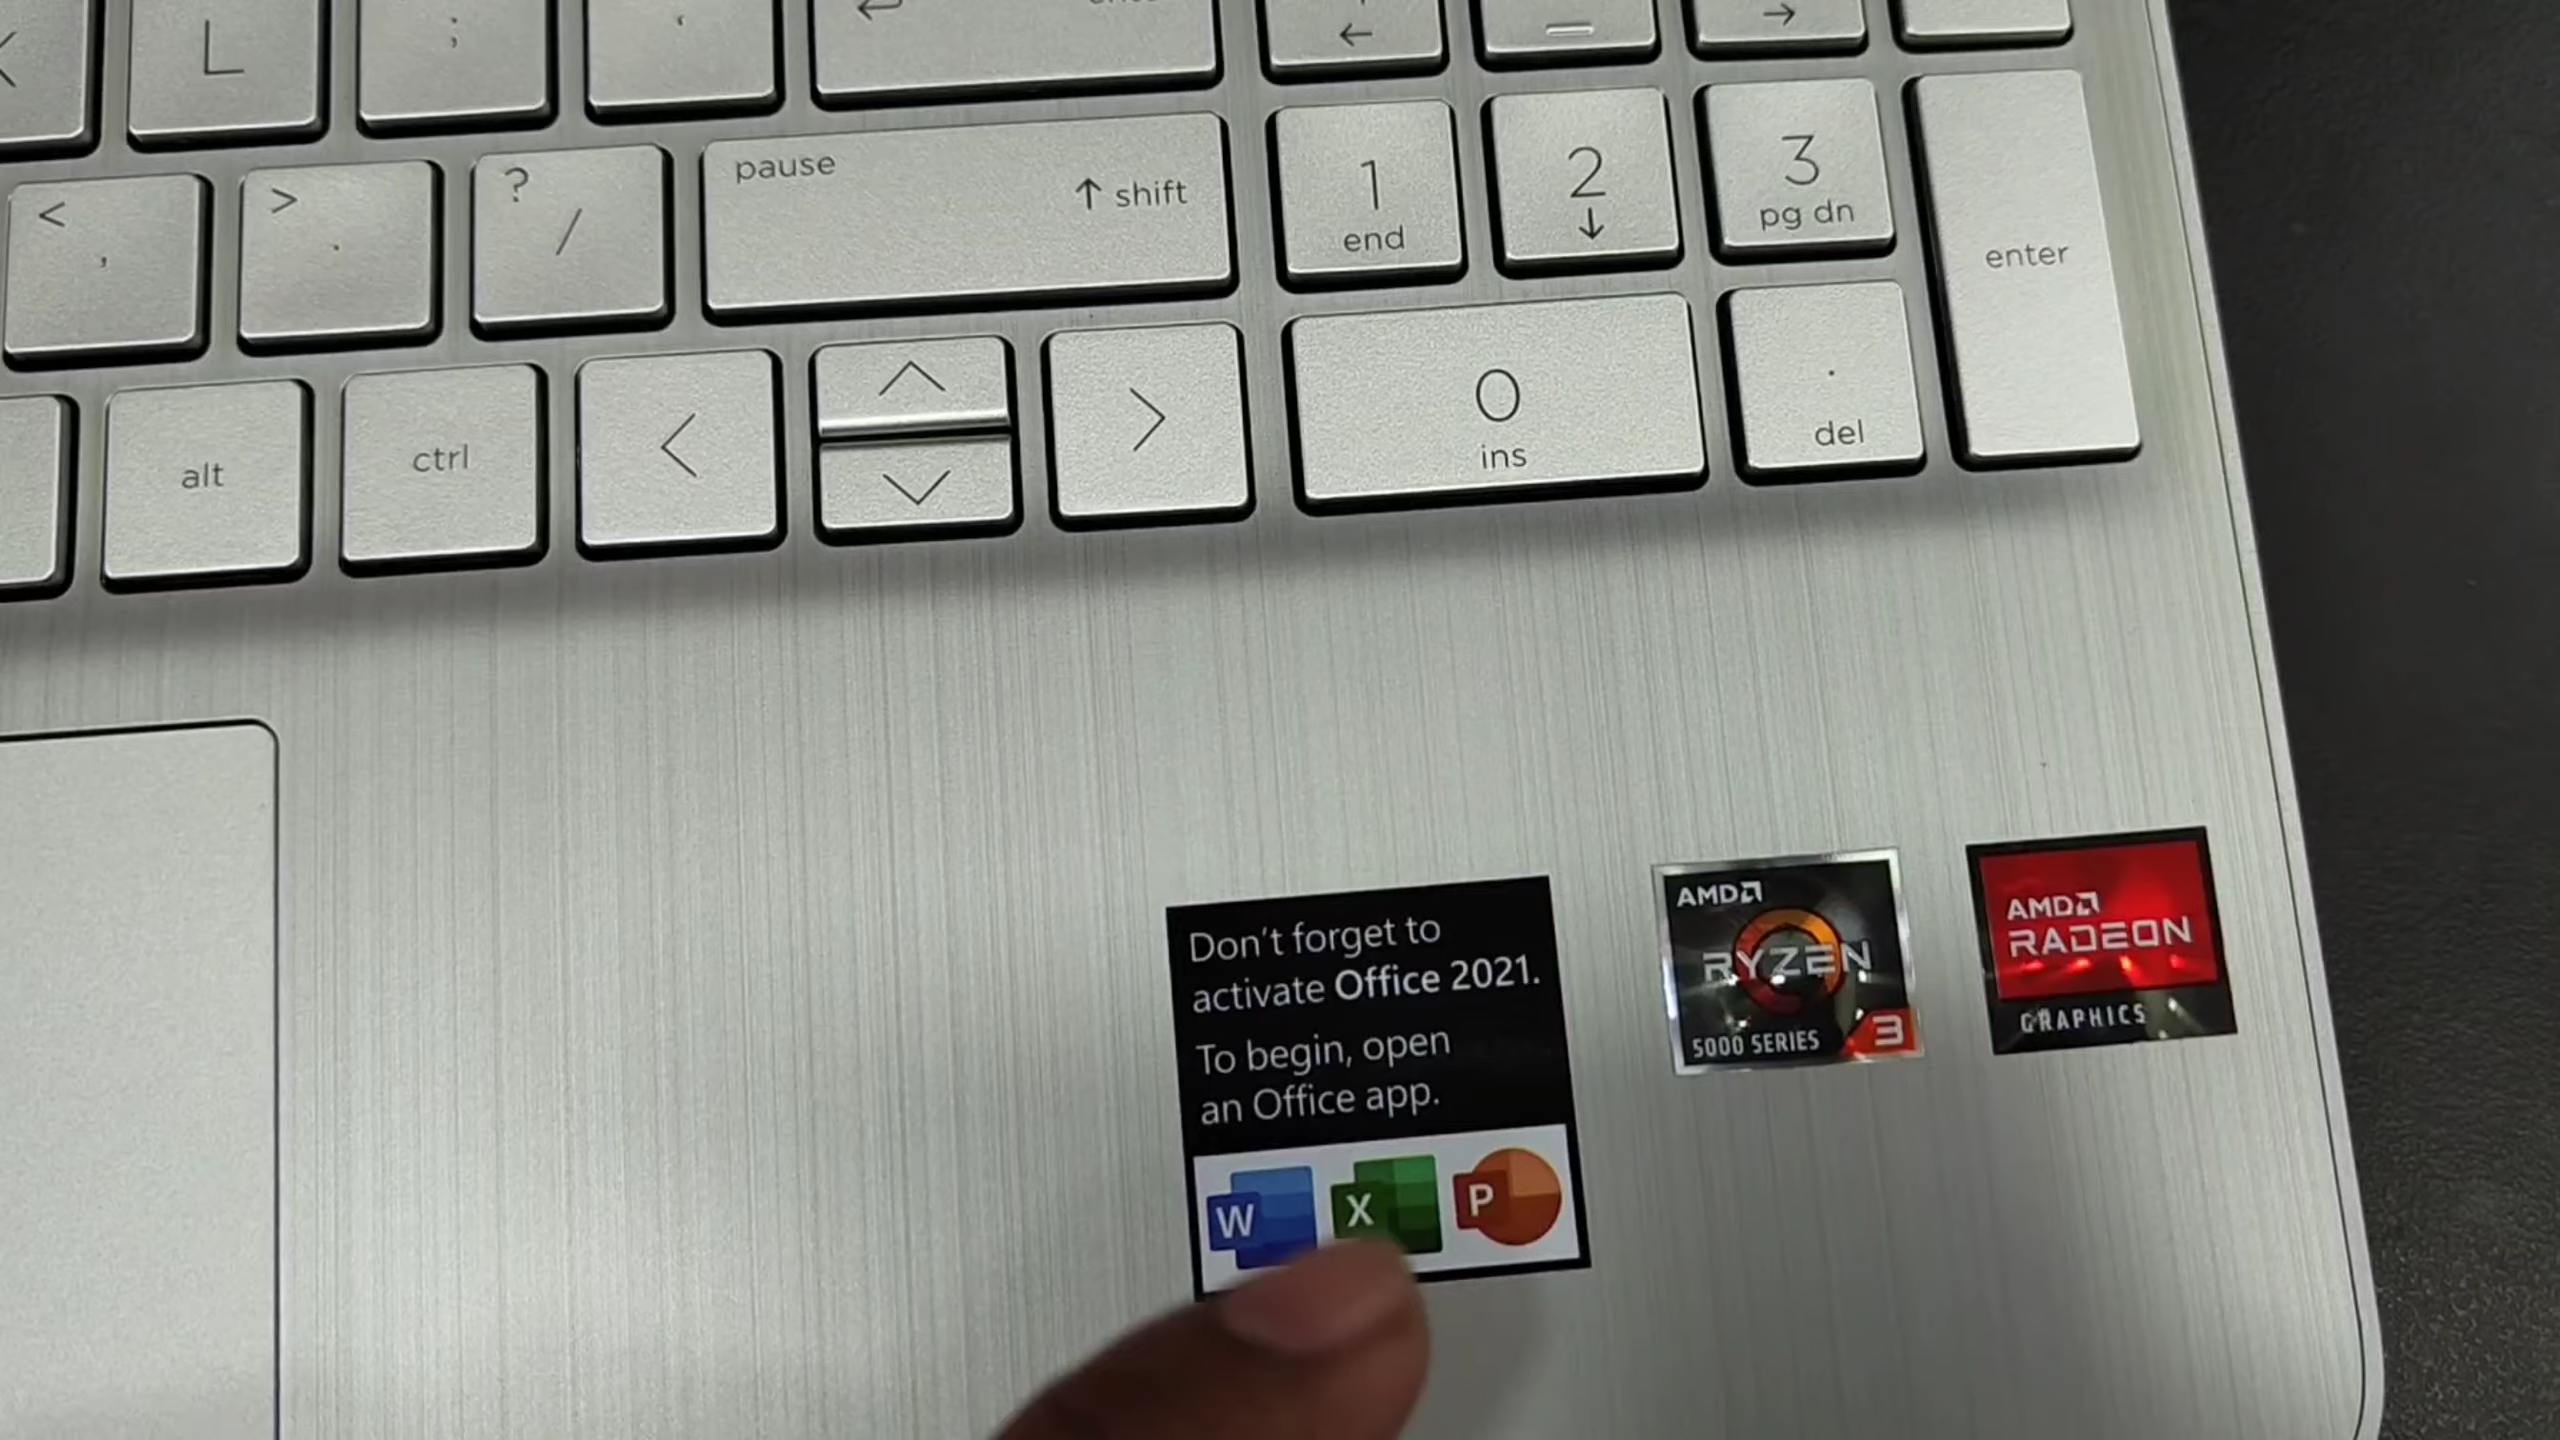 L
;
←
_
→
<
,
>
.
?
/
pause
↑ shift
1
end
2
↓
3
pg dn
enter
alt
ctrl
0
ins
.
del
Don't forget to
activate Office 2021.
To begin, open
an Office app.
W X P
AMD
RYZEN
5000 SERIES 3
AMD
RADEON
GRAPHICS